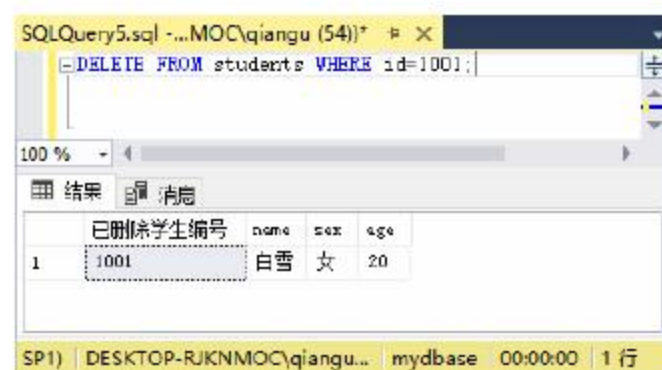 SQLQuery5.sql -...MOC\qiangu (54))*
DELETE FROM students WHERE id=1001;
100 %
结果 消息
已删除学生编号 name sex age
1 1001 白雪 女 20
SP1) DESKTOP-RJKNMOC\qiangu... mydbase 00:00:00 1 行